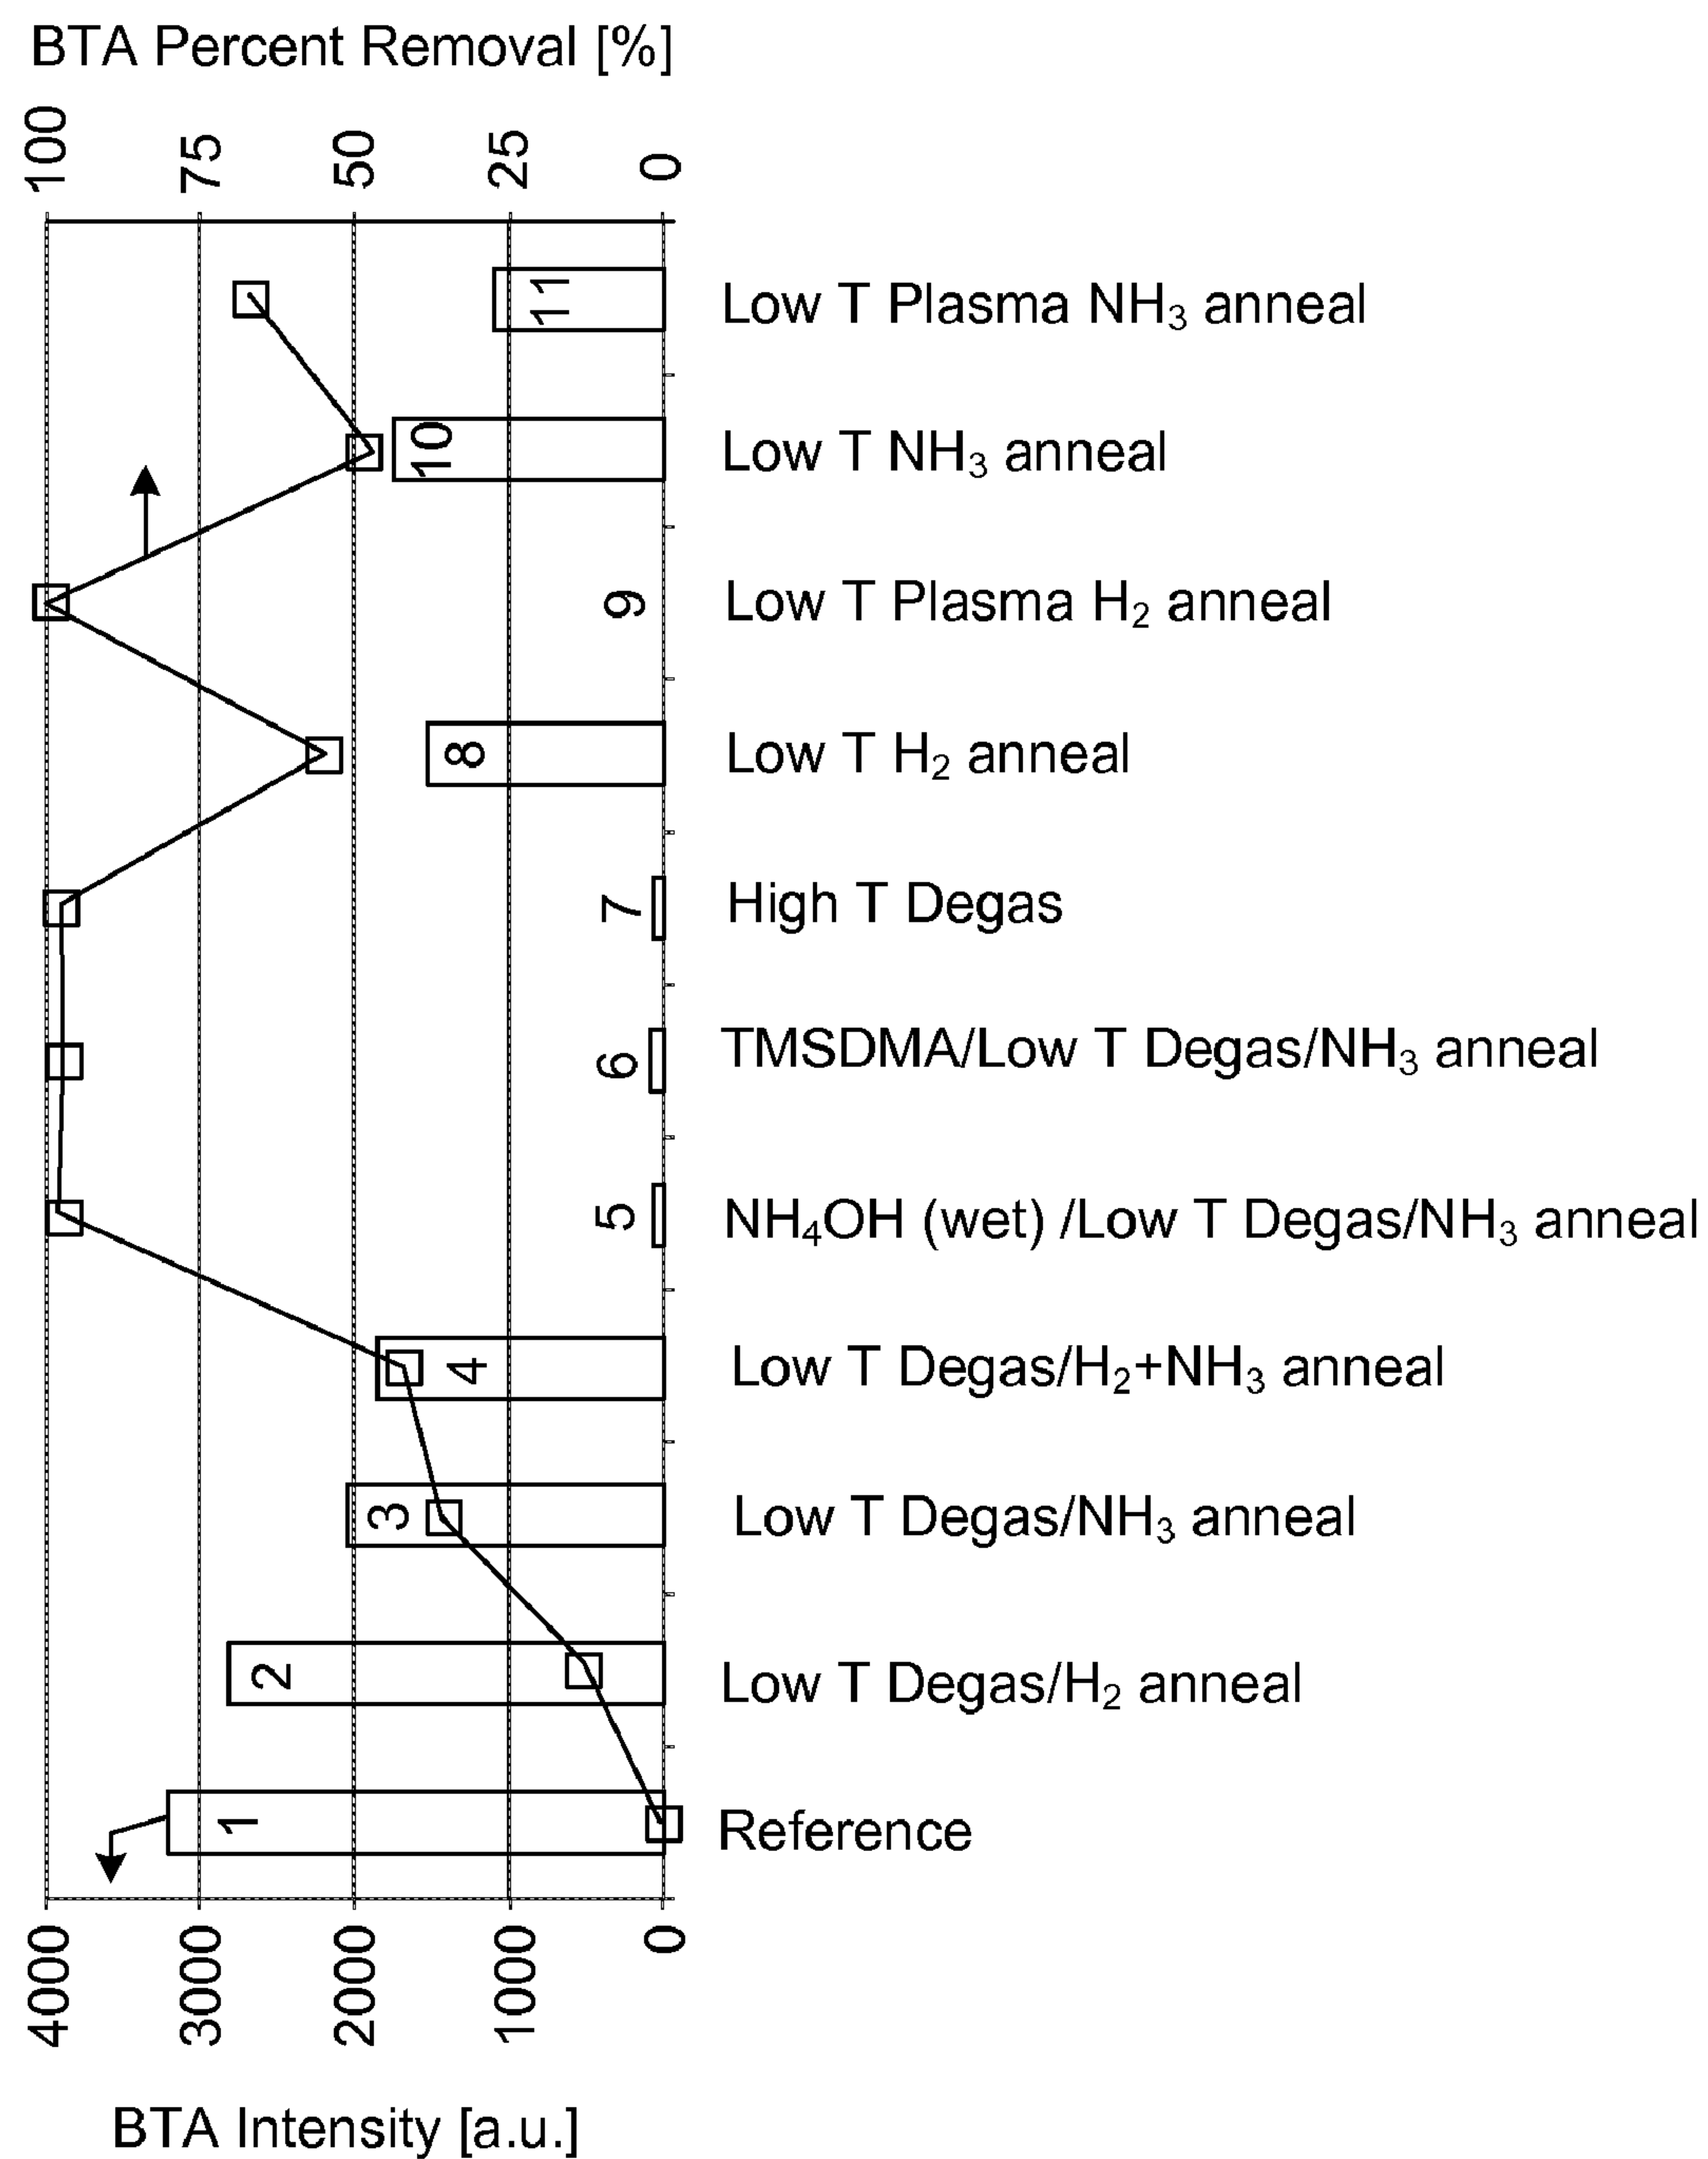 BTA Percent Removal [%]
100
75
50
25
0
11
Low T Plasma NH₃ anneal
10
Low T NH₃ anneal
9
Low T Plasma H₂ anneal
8
Low T H₂ anneal
7
High T Degas
6
TMSDMA/Low T Degas/NH₃ anneal
5
NH₄OH (wet) /Low T Degas/NH₃ anneal
4
Low T Degas/H₂+NH₃ anneal
3
Low T Degas/NH₃ anneal
2
Low T Degas/H₂ anneal
1
Reference
4000
3000
2000
1000
0
BTA Intensity [a.u.]